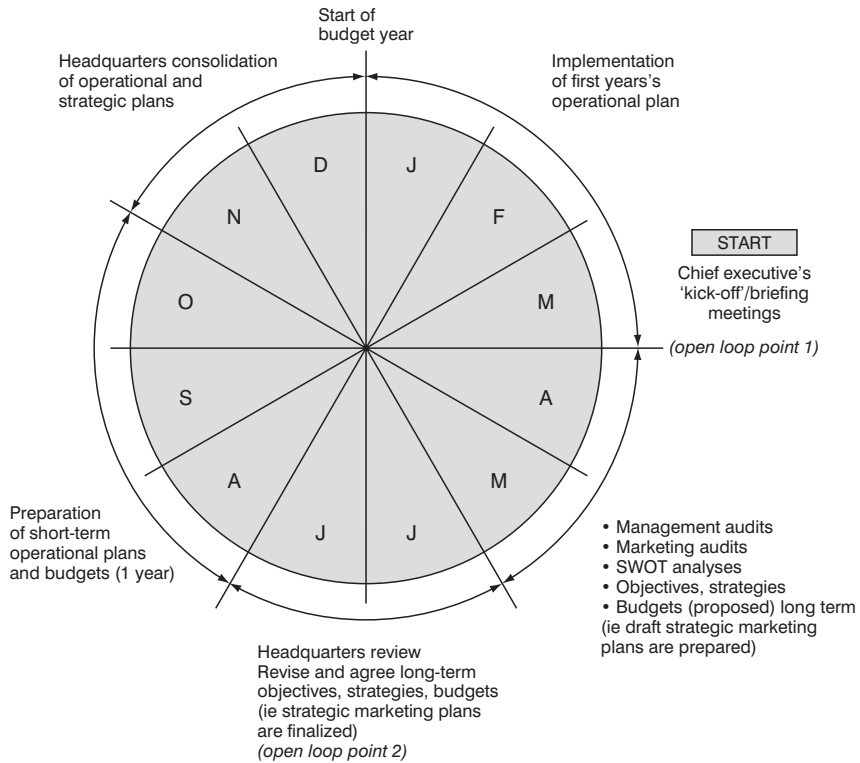 Start of
budget year
Headquarters consolidation
of operational and
strategic plans
Implementation
of first years's
operational plan
D
J
N
F
O
M
S
A
A
M
J
J
START
Chief executive's
'kick-off'/briefing
meetings
(open loop point 1)
Preparation
of short-term
operational plans
and budgets (1 year)
• Management audits
• Marketing audits
• SWOT analyses
• Objectives, strategies
• Budgets (proposed) long term
(ie draft strategic marketing
plans are prepared)
Headquarters review
Revise and agree long-term
objectives, strategies, budgets
(ie strategic marketing plans
are finalized)
(open loop point 2)